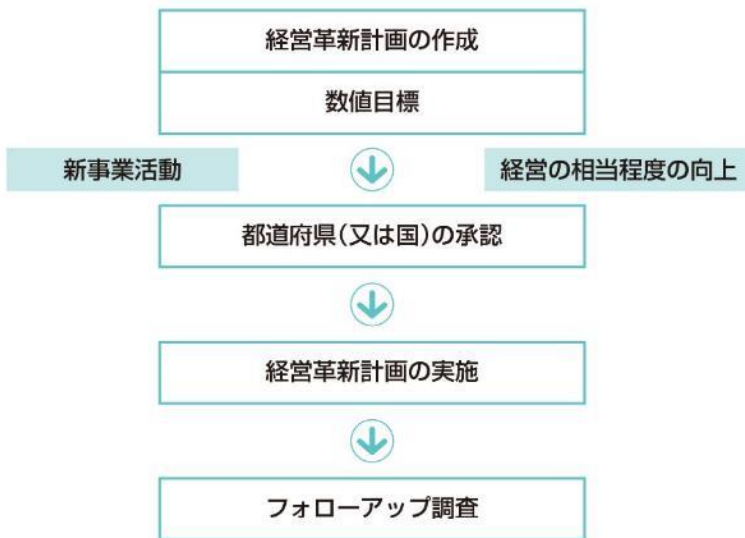 経営革新計画の作成
数値目標
新事業活動
経営の相当程度の向上
都道府県(又は国)の承認
経営革新計画の実施
フォローアップ調査